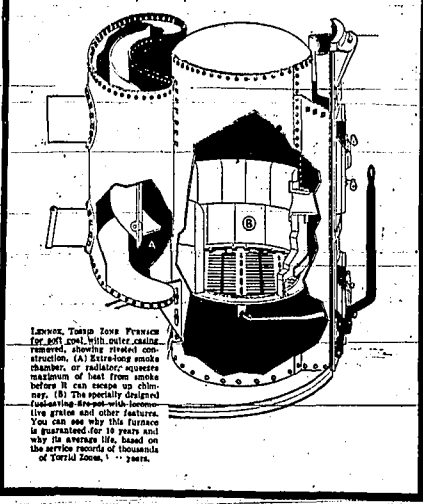 A
B
LENNOX, TORRID ZONE FURNACE
for soft coal, with outer casing
removed, showing riveted con-
struction, (A) Extra-long smoke
chamber, or radiator, squeezes
maximum of heat from smoke
before it can escape up chim-
ney, (B) The specially designed
fuel-saving fire-pot with locomo-
tive grates and other features.
You can see why this furnace
is guaranteed for 10 years and
why its average life, based on
the service records of thousands
of Torrid Zones, years.